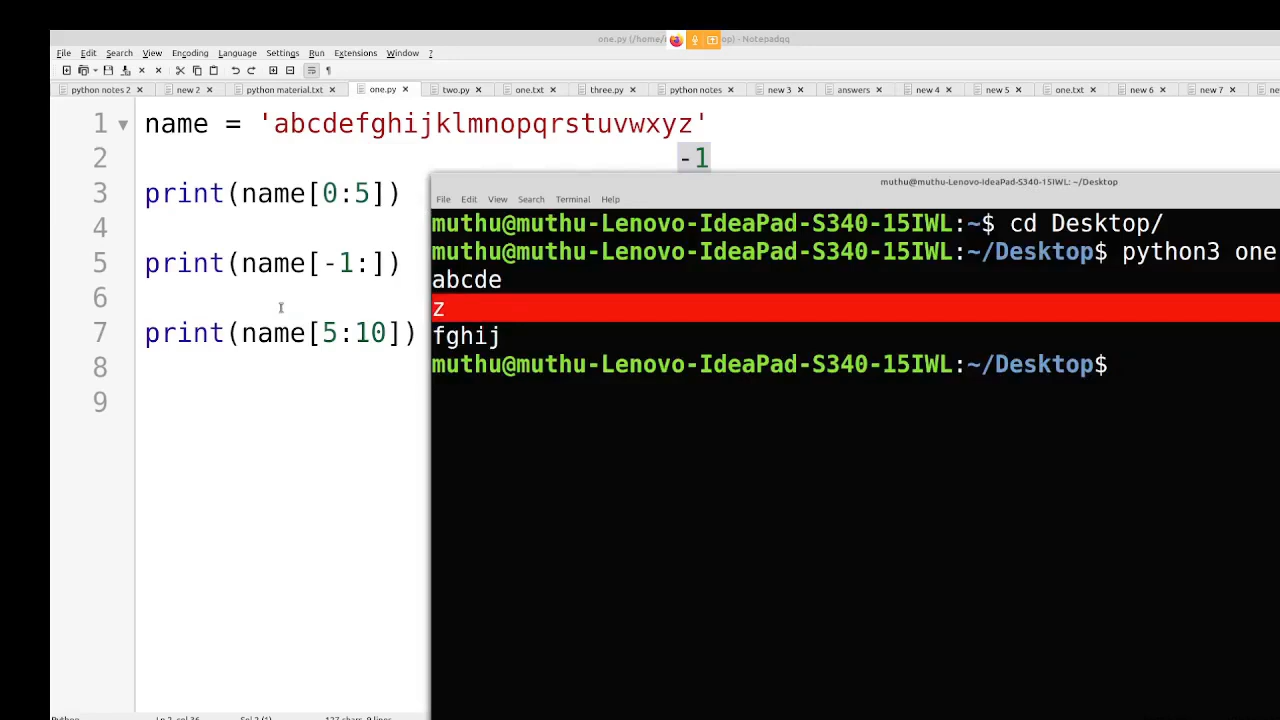 one.py (/home/ op) - Notepadqq
File Edit Search View Encoding Language Settings Run Extensions Window ?
python notes 2 new 2 python material.txt one.py two.py one.txt three.py python notes new 3 answers new 4 new 5 one.txt new 6 new 7
1 name = 'abcdefghijklmnopqrstuvwxyz'
2 -1
3 print(name[0:5])
4
5 print(name[-1:])
6
7 print(name[5:10])
8
9
muthu@muthu-Lenovo-IdeaPad-S340-15IWL: ~/Desktop
File Edit View Search Terminal Help
muthu@muthu-Lenovo-IdeaPad-S340-15IWL:~$ cd Desktop/
muthu@muthu-Lenovo-IdeaPad-S340-15IWL:~/Desktop$ python3 one
abcde
z
fghij
muthu@muthu-Lenovo-IdeaPad-S340-15IWL:~/Desktop$